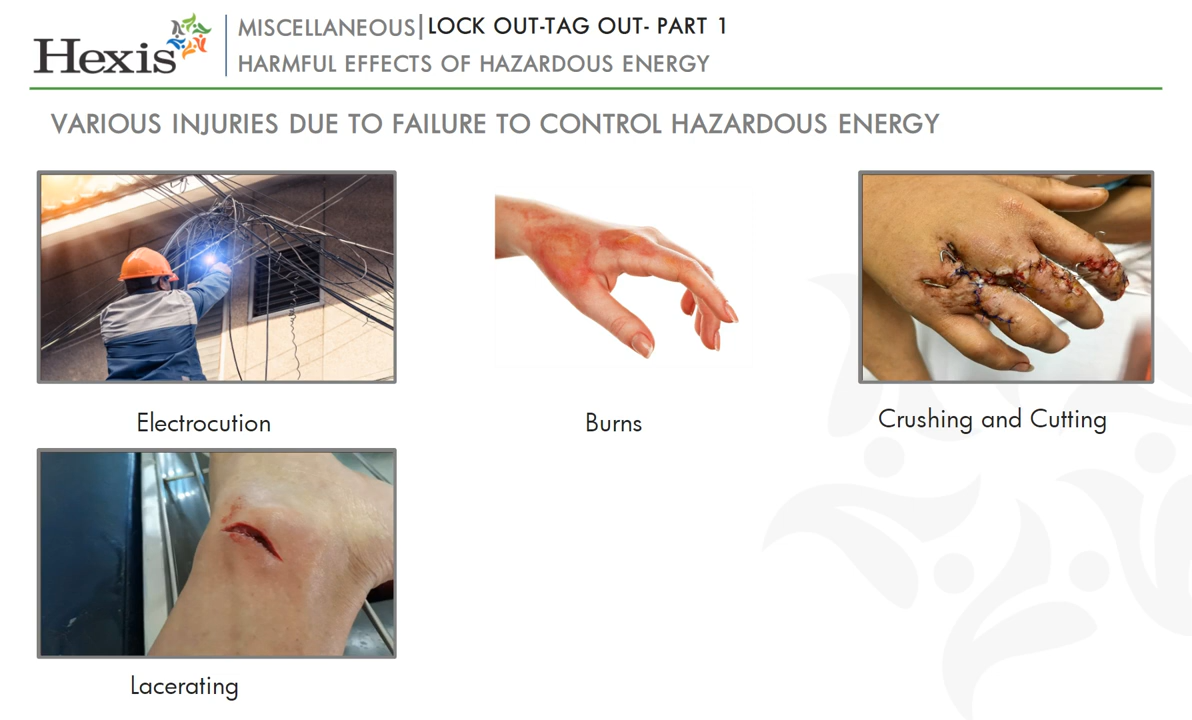 Hexis
MISCELLANEOUS| LOCK OUT-TAG OUT- PART 1
HARMFUL EFFECTS OF HAZARDOUS ENERGY
VARIOUS INJURIES DUE TO FAILURE TO CONTROL HAZARDOUS ENERGY
Electrocution
Burns
Crushing and Cutting
Lacerating